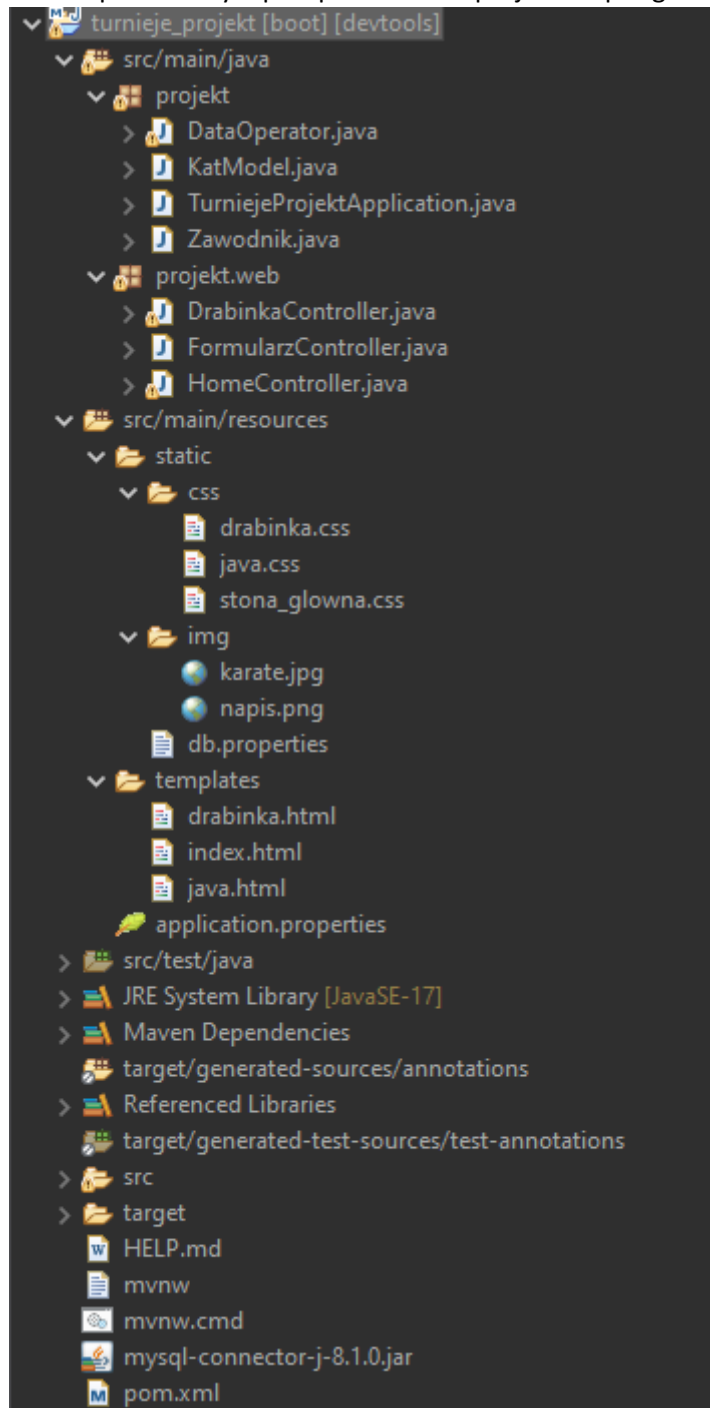 turnieje_projekt [boot] [devtools]
src/main/java
projekt
DataOperator.java
KatModel.java
TurniejeProjektApplication.java
Zawodnik.java
projekt.web
DrabinkaController.java
FormularzController.java
HomeController.java
src/main/resources
static
css
drabinka.css
java.css
stona_glowna.css
img
karate.jpg
napis.png
db.properties
templates
drabinka.html
index.html
java.html
application.properties
src/test/java
JRE System Library [JavaSE-17]
Maven Dependencies
target/generated-sources/annotations
Referenced Libraries
target/generated-test-sources/test-annotations
src
target
HELP.md
mvnw
mvnw.cmd
mysql-connector-j-8.1.0.jar
pom.xml